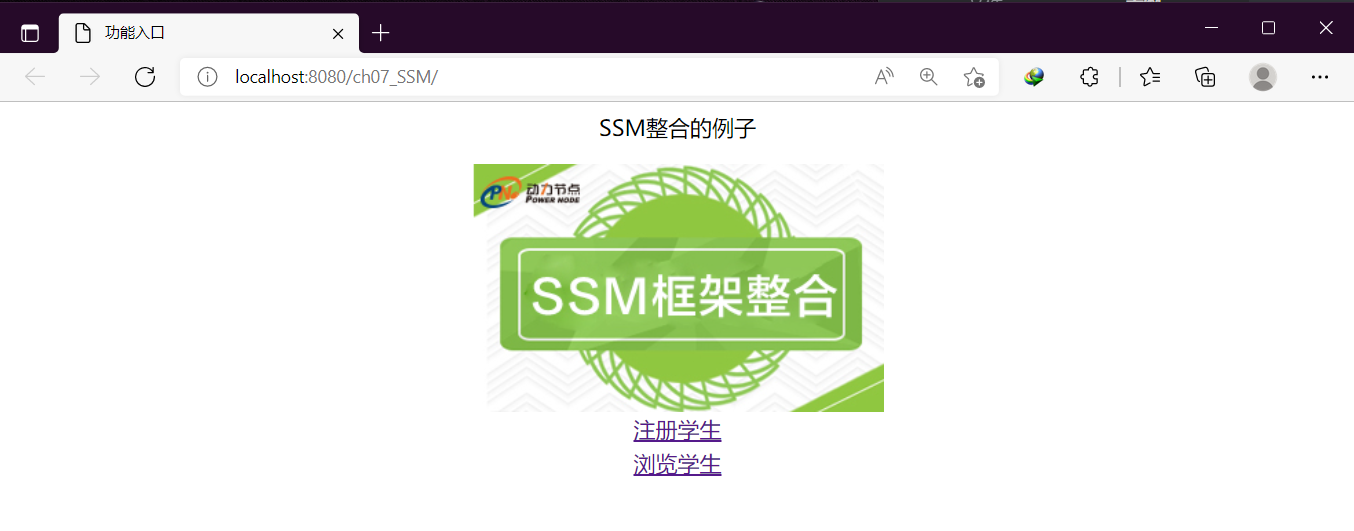 功能入口
localhost:8080/ch07_SSM/
SSM整合的例子
动力节点
POWER NODE
SSM框架整合
注册学生
浏览学生